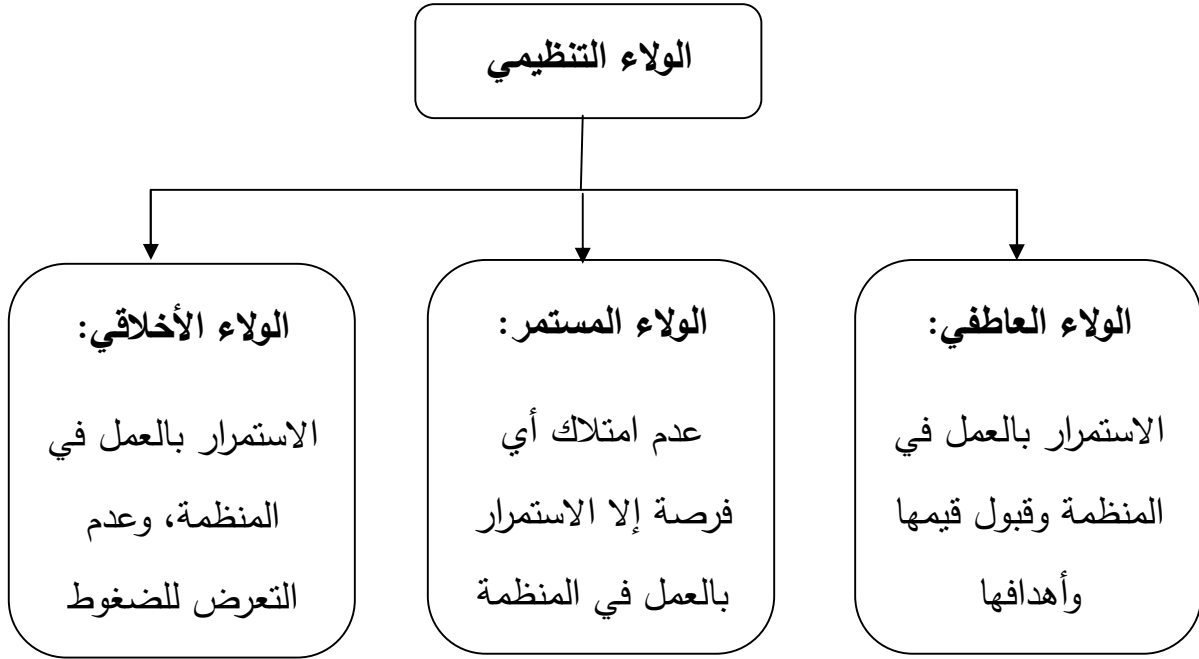 الولاء التنظيمي
الولاء العاطفي:
الاستمرار بالعمل في
المنظمة وقبول قيمها
وأهدافها
الولاء المستمر:
عدم امتلاك أي
فرصة إلا الاستمرار
بالعمل في المنظمة
الولاء الأخلاقي:
الاستمرار بالعمل في
المنظمة، وعدم
التعرض للضغوط